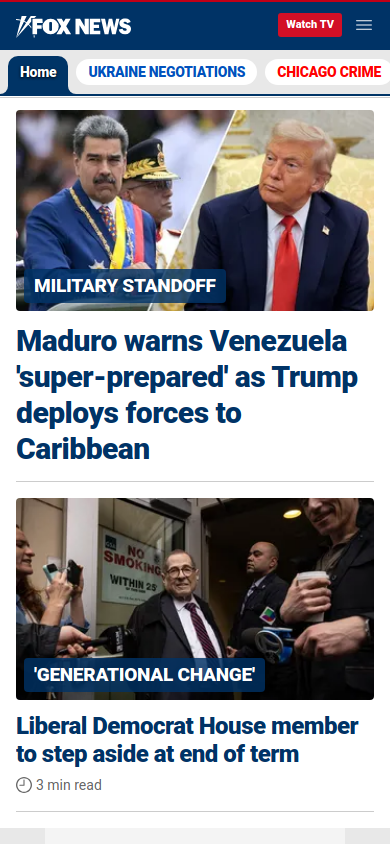 FOX NEWS
Watch TV
Home
UKRAINE NEGOTIATIONS
CHICAGO CRIME
MILITARY STANDOFF
Maduro warns Venezuela
'super-prepared' as Trump
deploys forces to
Caribbean
NO
SMOKING
WITHIN 25'
'GENERATIONAL CHANGE'
Liberal Democrat House member
to step aside at end of term
3 min read